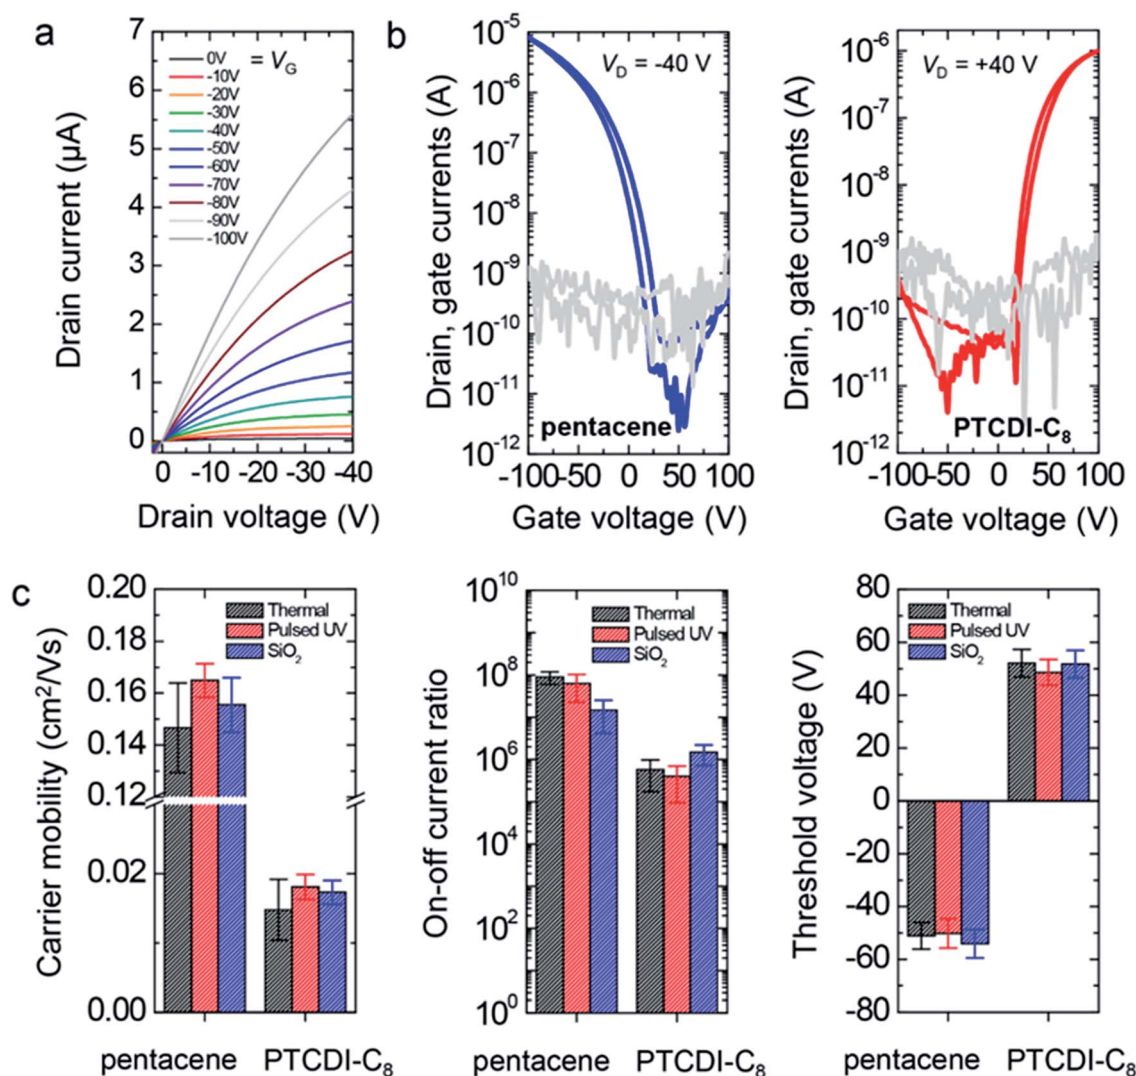 a
Drain current (μA)
7
6
5
4
3
2
1
0
0V = V_G
-10V
-20V
-30V
-40V
-50V
-60V
-70V
-80V
-90V
-100V
0 -10 -20 -30 -40
Drain voltage (V)
b
Drain, gate currents (A)
10⁻⁵
10⁻⁶
10⁻⁷
10⁻⁸
10⁻⁹
10⁻¹⁰
10⁻¹¹
10⁻¹²
V_D = -40 V
pentacene
-100 -50 0 50 100
Gate voltage (V)
Drain, gate currents (A)
10⁻⁵
10⁻⁶
10⁻⁷
10⁻⁸
10⁻⁹
10⁻¹⁰
10⁻¹¹
10⁻¹²
V_D = +40 V
PTCDI-C₈
-100 -50 0 50 100
Gate voltage (V)
c
Carrier mobility (cm²/Vs)
0.20
0.18
0.16
0.14
0.12
0.02
0.00
Thermal
Pulsed UV
SiO₂
pentacene PTCDI-C₈
On-off current ratio
10¹⁰
10⁸
10⁶
10⁴
10²
10⁰
Thermal
Pulsed UV
SiO₂
pentacene PTCDI-C₈
Threshold voltage (V)
80
60
40
20
0
-20
-40
-60
-80
Thermal
Pulsed UV
SiO₂
pentacene PTCDI-C₈